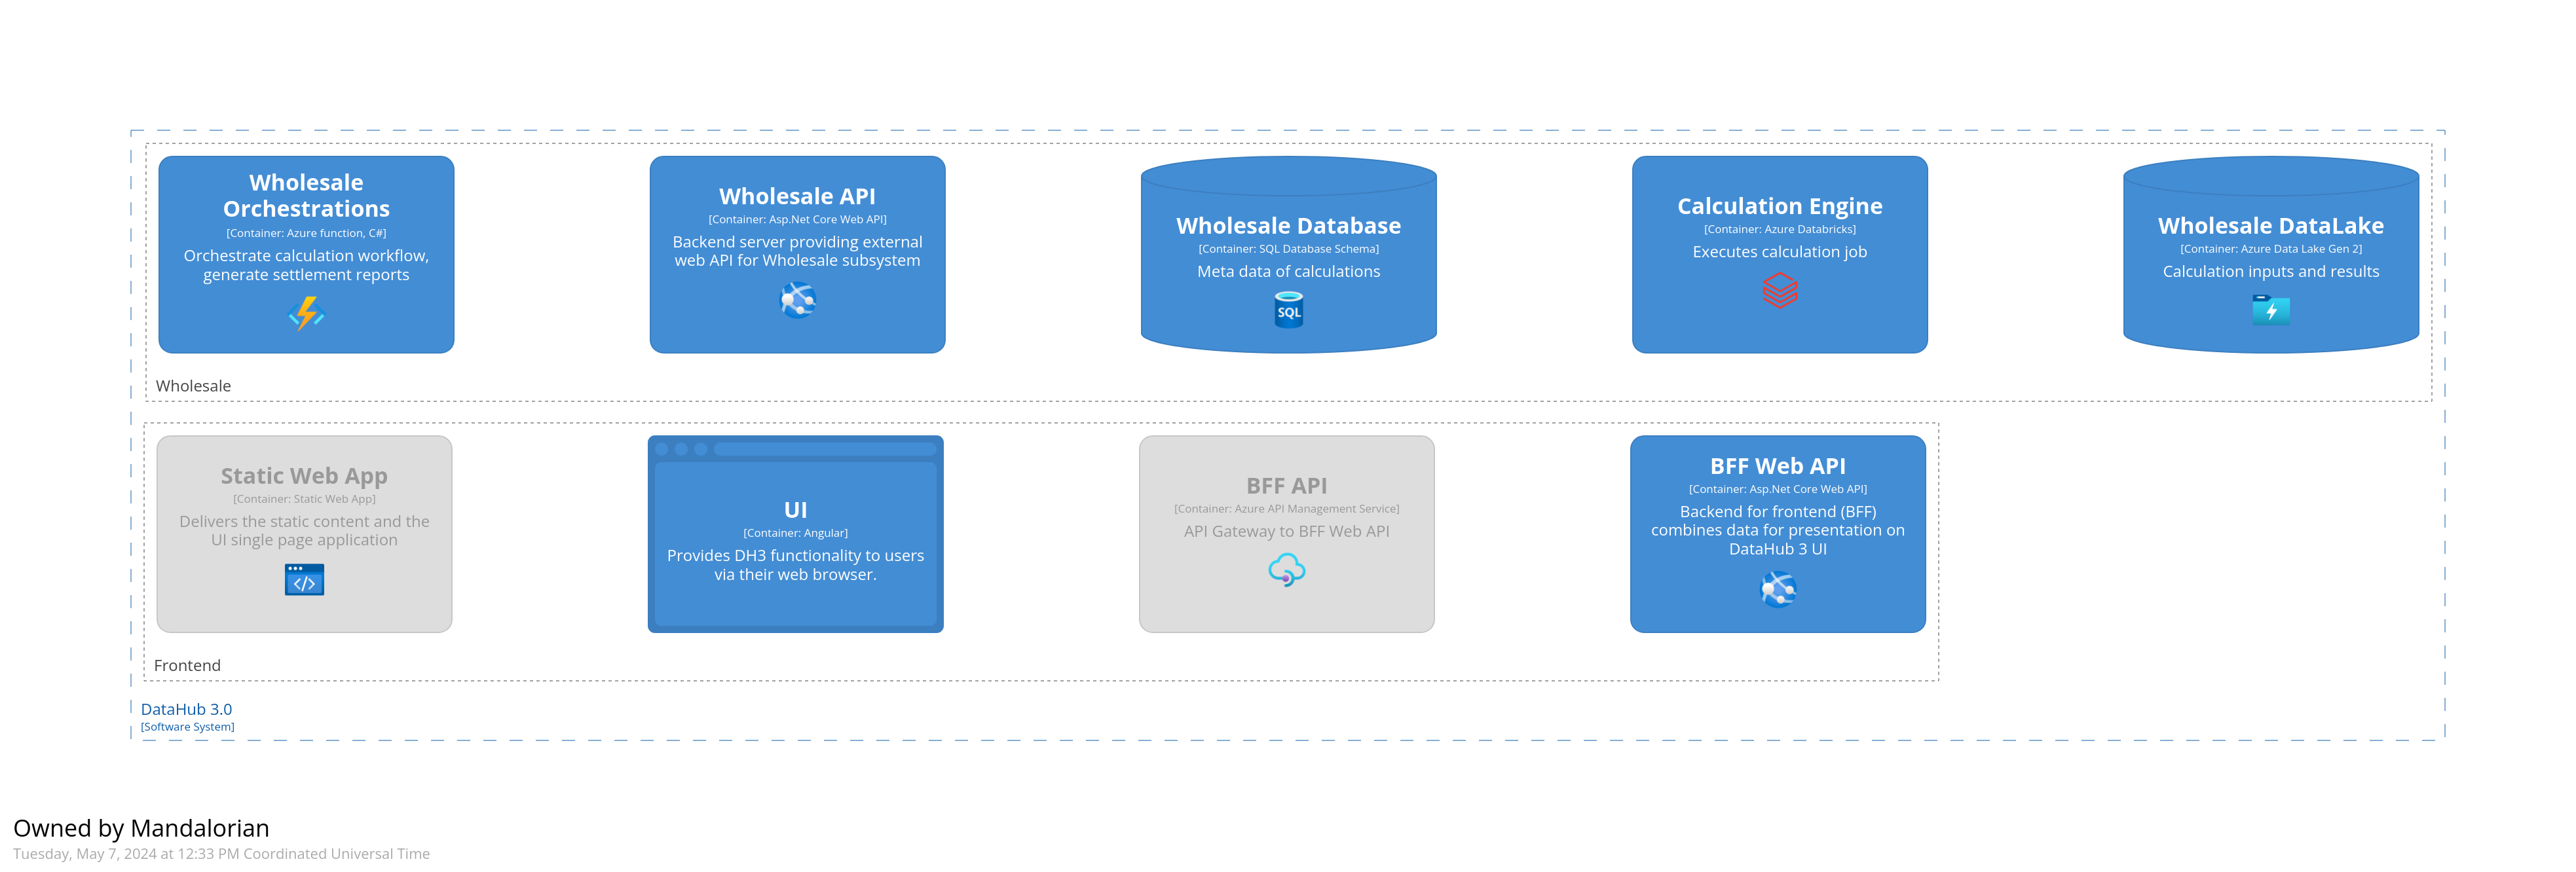 Wholesale
Orchestrations
[Container: Azure function, C#]
Orchestrate calculation workflow,
generate settlement reports
Wholesale API
[Container: Asp.Net Core Web API]
Backend server providing external
web API for Wholesale subsystem
Wholesale Database
[Container: SQL Database Schema]
Meta data of calculations
SQL
Calculation Engine
[Container: Azure Databricks]
Executes calculation job
Wholesale DataLake
[Container: Azure Data Lake Gen 2]
Calculation inputs and results
Wholesale
Static Web App
[Container: Static Web App]
Delivers the static content and the
UI single page application
UI
[Container: Angular]
Provides DH3 functionality to users
via their web browser.
BFF API
[Container: Azure API Management Service]
API Gateway to BFF Web API
BFF Web API
[Container: Asp.Net Core Web API]
Backend for frontend (BFF)
combines data for presentation on
DataHub 3 UI
Frontend
DataHub 3.0
[Software System]
Owned by Mandalorian
Tuesday, May 7, 2024 at 12:33 PM Coordinated Universal Time